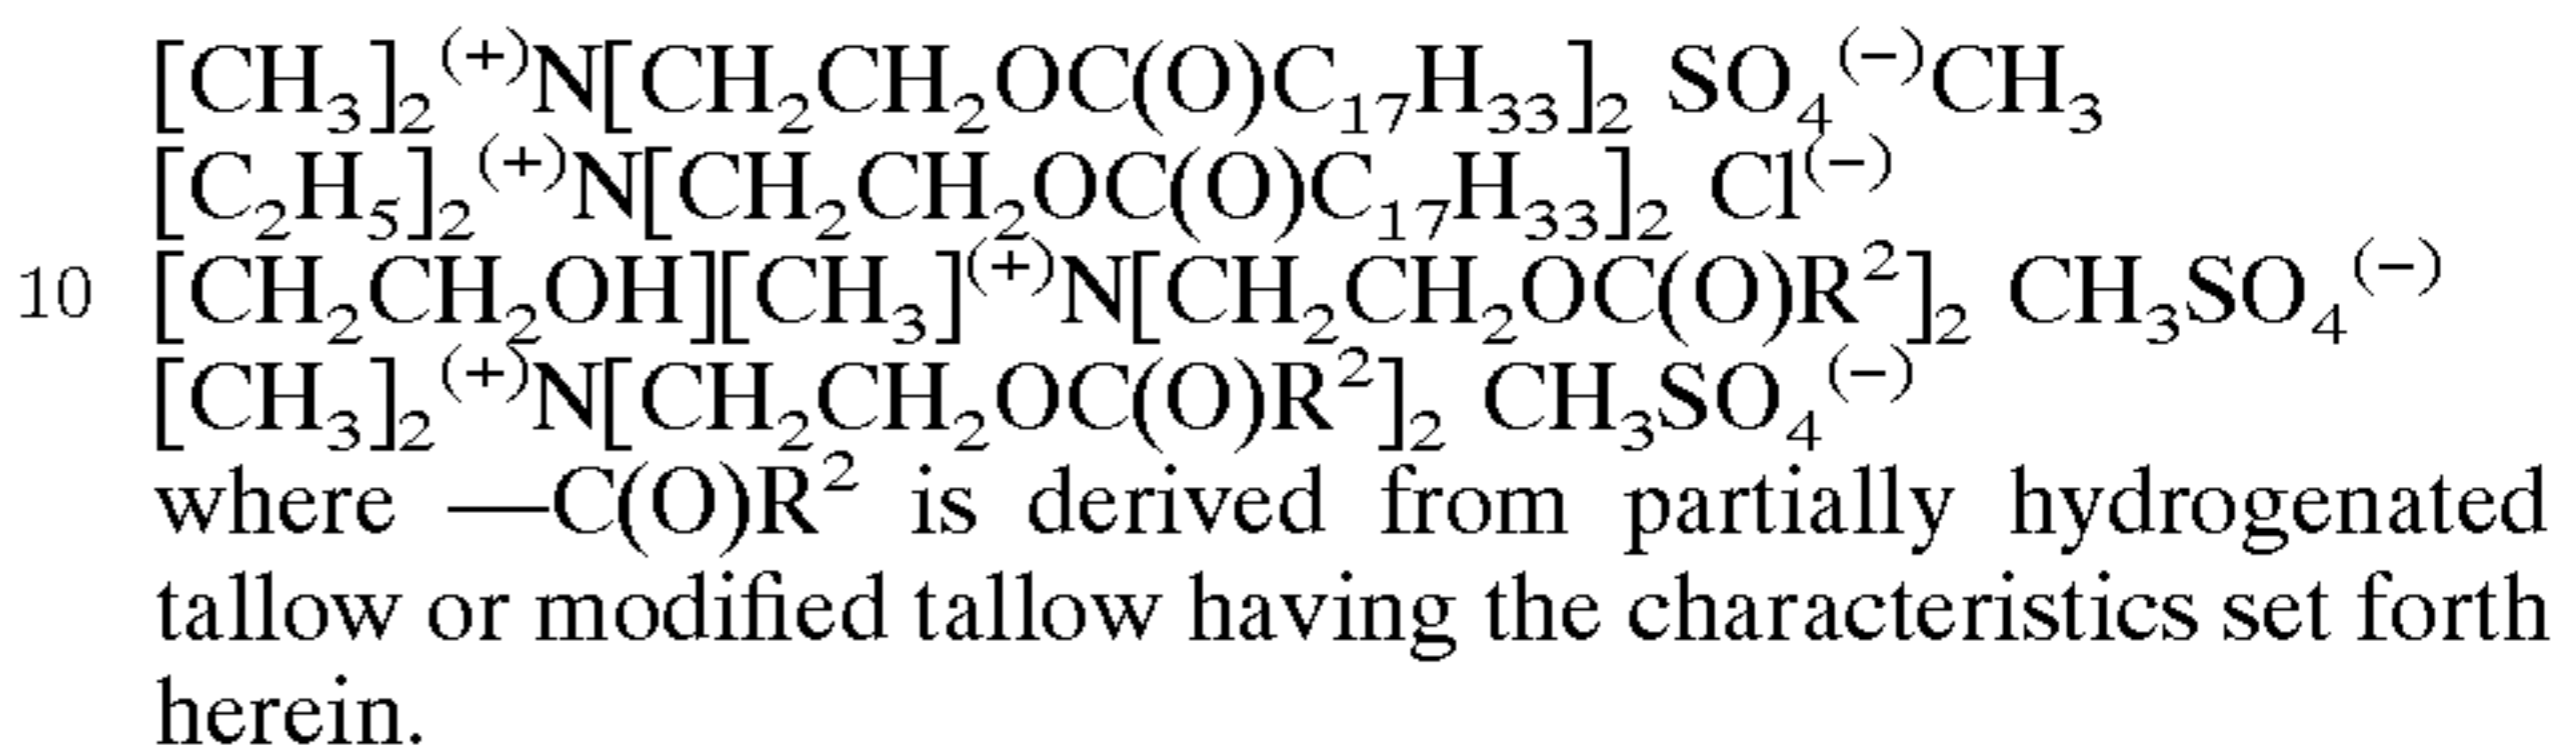 [CH₃]₂⁽⁺⁾N[CH₂CH₂OC(O)C₁₇H₃₃]₂ SO₄⁽⁻⁾CH₃
[C₂H₅]₂⁽⁺⁾N[CH₂CH₂OC(O)C₁₇H₃₃]₂ Cl⁽⁻⁾
10 [CH₂CH₂OH][CH₃]⁽⁺⁾N[CH₂CH₂OC(O)R²]₂ CH₃SO₄⁽⁻⁾
[CH₃]₂⁽⁺⁾N[CH₂CH₂OC(O)R²]₂ CH₃SO₄⁽⁻⁾
where —C(O)R² is derived from partially hydrogenated
tallow or modified tallow having the characteristics set forth
herein.